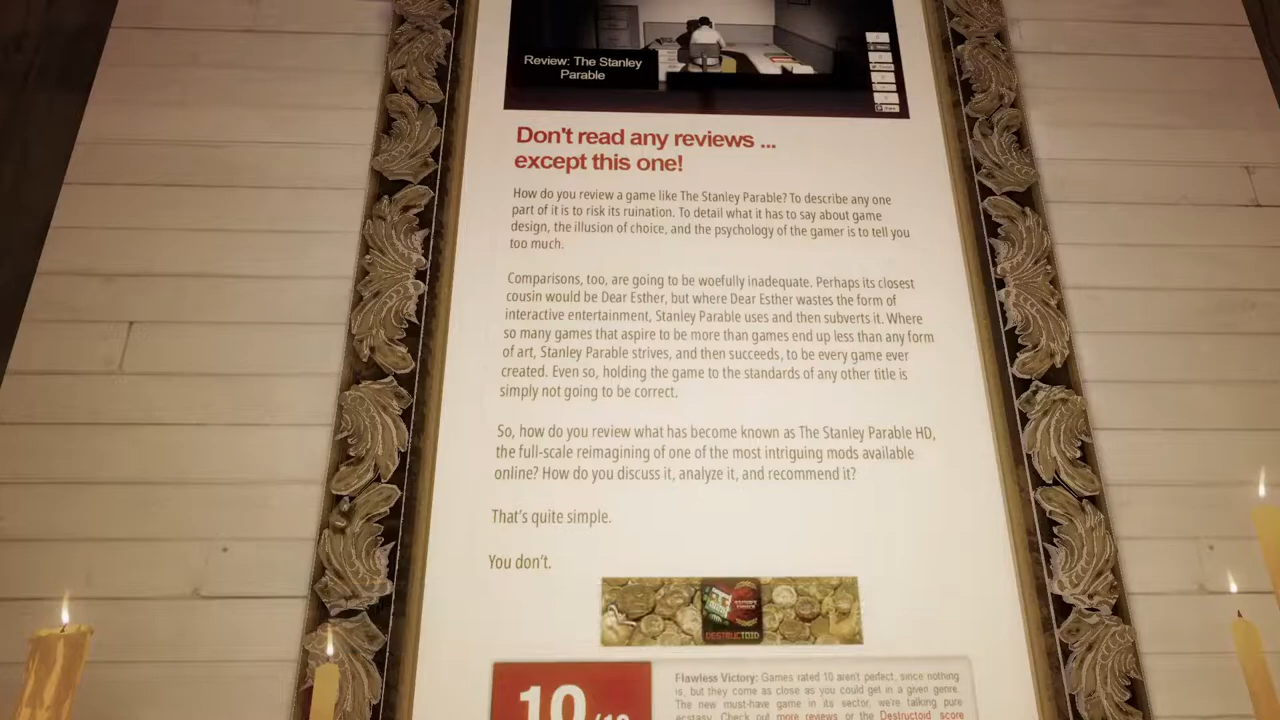 Review: The Stanley
Parable
Share
Don't read any reviews ...
except this one!
How do you review a game like The Stanley Parable? To describe any one
part of it is to risk its ruination. To detail what it has to say about game
design, the illusion of choice, and the psychology of the gamer is to tell you
too much.
Comparisons, too, are going to be woefully inadequate. Perhaps its closest
cousin would be Dear Esther, but where Dear Esther wastes the form of
interactive entertainment, Stanley Parable uses and then subverts it. Where
so many games that aspire to be more than games end up less than any form
of art, Stanley Parable strives, and then succeeds, to be every game ever
created. Even so, holding the game to the standards of any other title is
simply not going to be correct.
So, how do you review what has become known as The Stanley Parable HD,
the full-scale reimagining of one of the most intriguing mods available
online? How do you discuss it, analyze it, and recommend it?
That's quite simple.
You don't.
DESTRUCTOID
10/10
Flawless Victory: Games rated 10 aren't perfect, since nothing
is, but they come as close as you could get in a given genre.
The new must-have game in its sector, we're talking pure
ecstasy. Check out more reviews or the Destructoid score